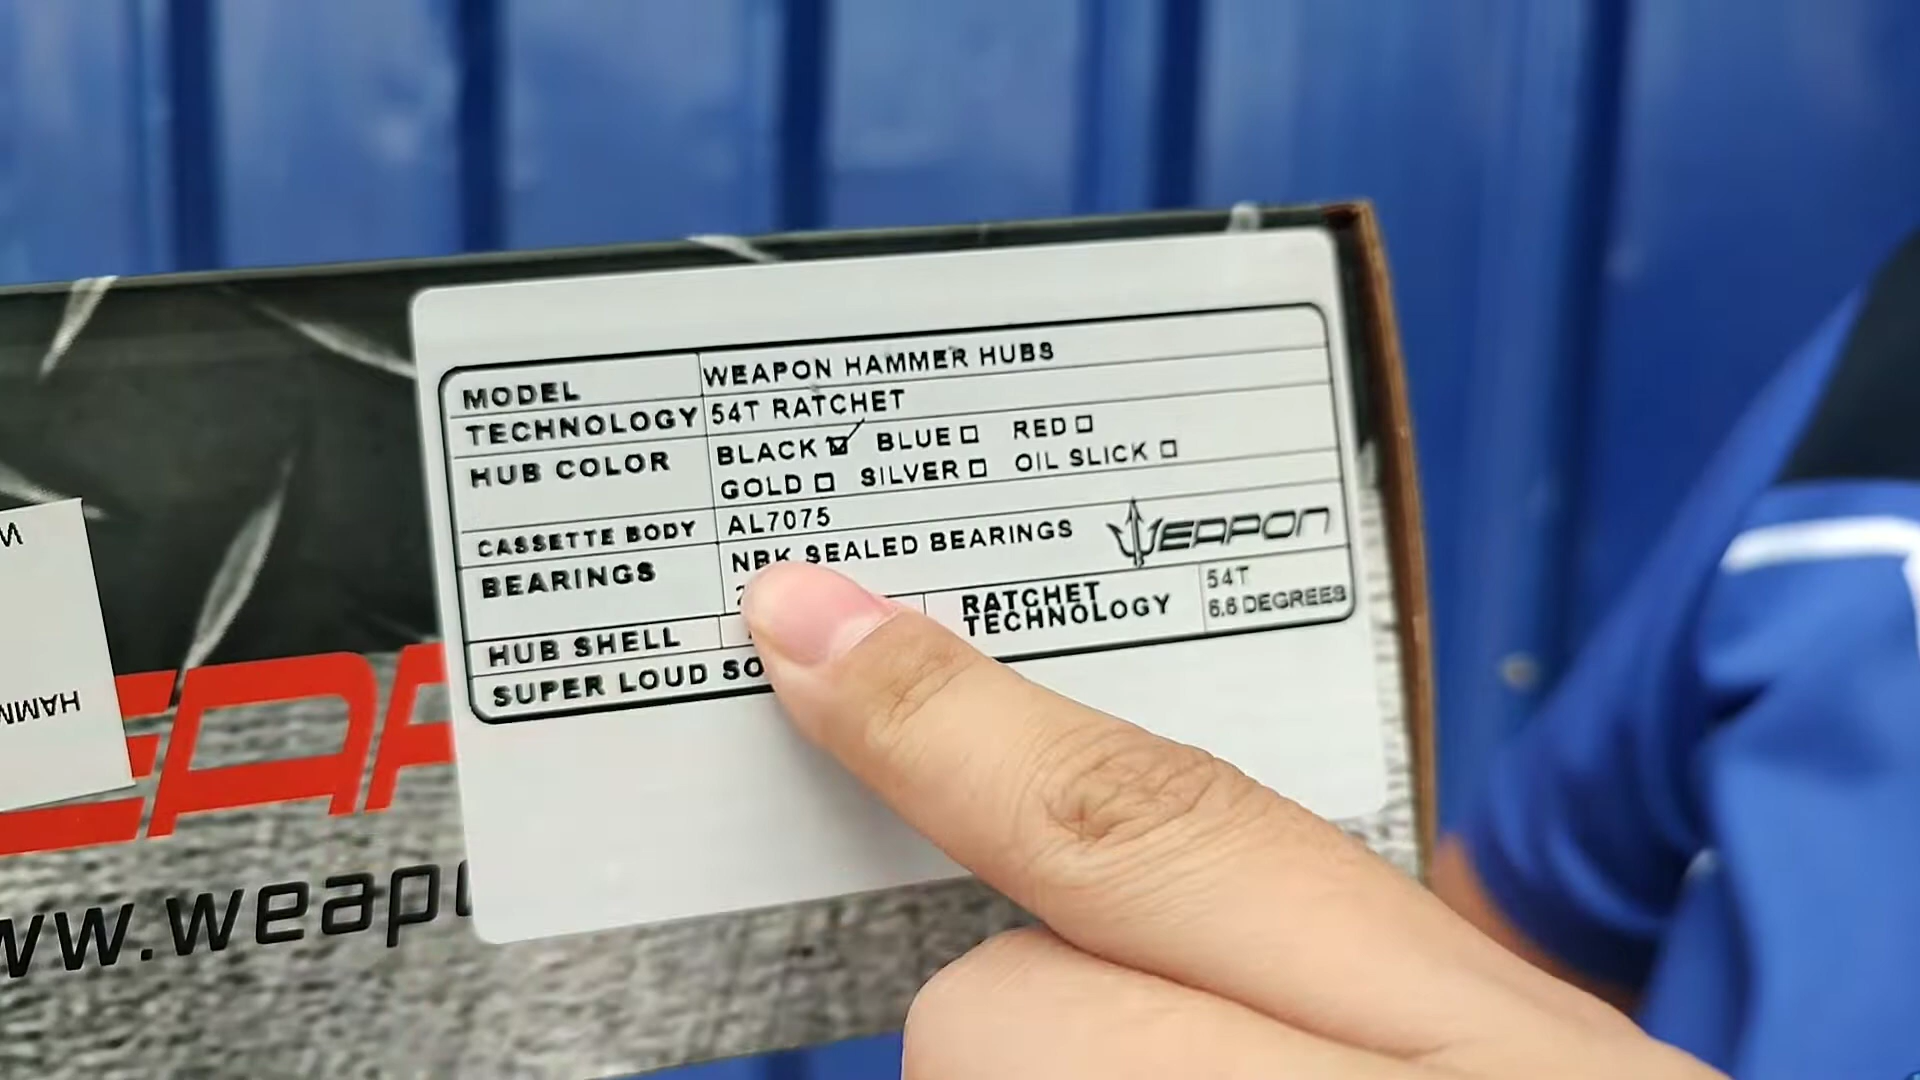 MODEL WEAPON HAMMER HUBS
TECHNOLOGY 54T RATCHET
HUB COLOR BLACK ☑ BLUE ☐ RED ☐
GOLD ☐ SILVER ☐ OIL SLICK ☐
CASSETTE BODY AL7075
BEARINGS NBK SEALED BEARINGS
WEAPON
HUB SHELL
RATCHET
TECHNOLOGY
54T
6.6 DEGREES
SUPER LOUD
W
HAMM
www.weap